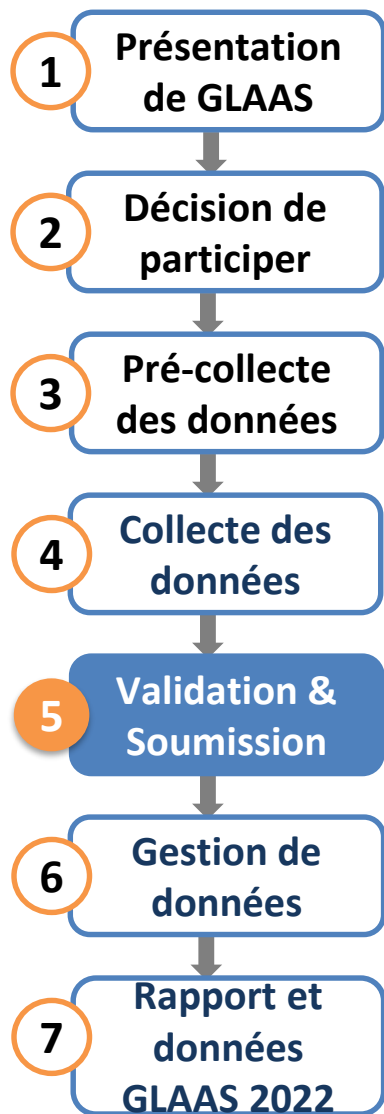 1
Présentation
de GLAAS
2
Décision de
participer
3
Pré-collecte
des données
4
Collecte des
données
5
Validation &
Soumission
6
Gestion de
données
7
Rapport et
données
GLAAS 2022